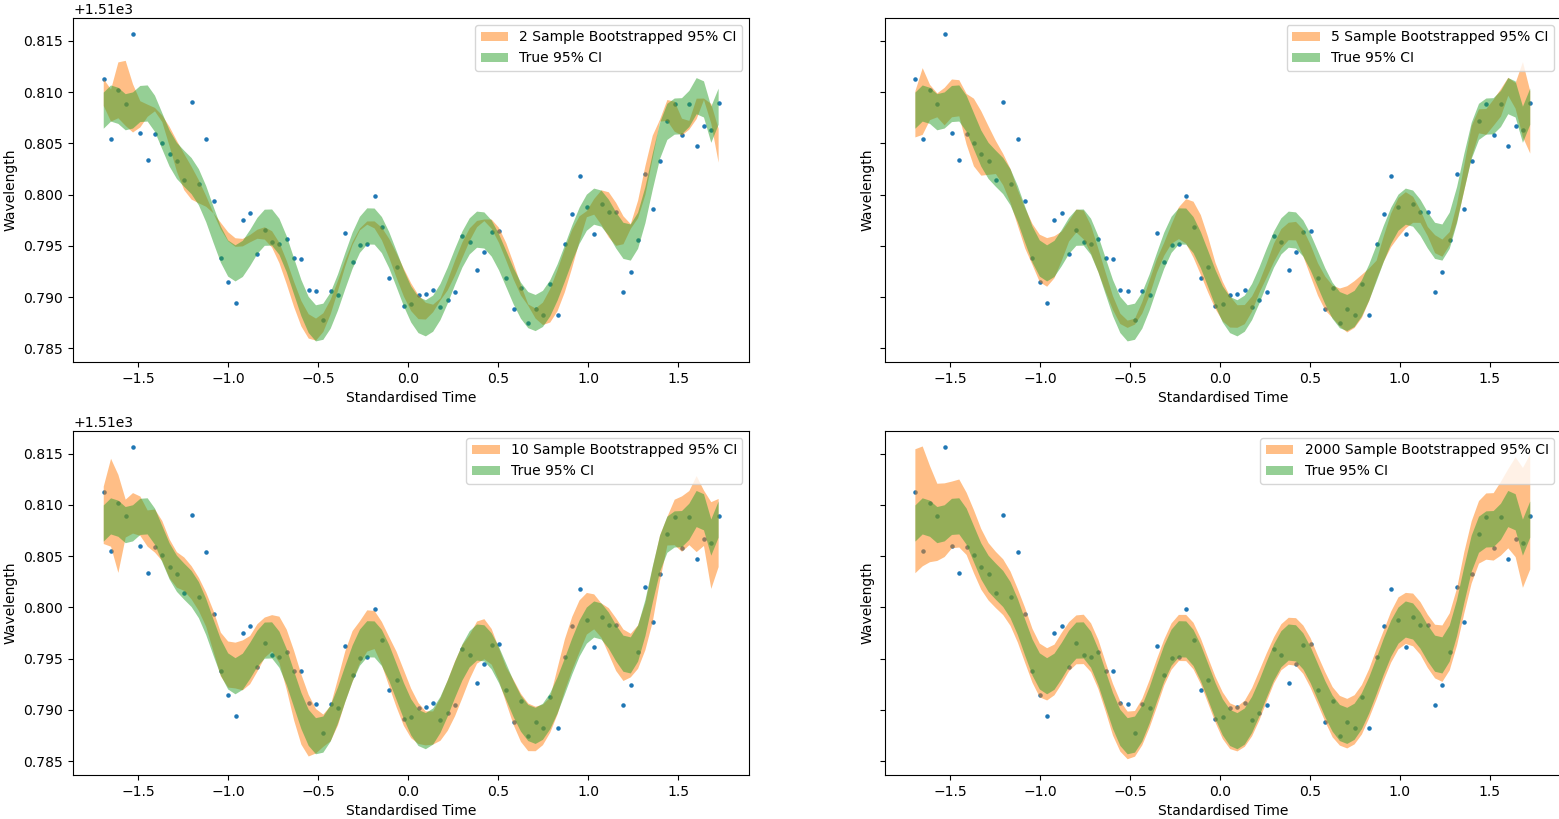 +1.51e3
2 Sample Bootstrapped 95% CI
True 95% CI
0.815
0.810
0.805
0.800
0.795
0.790
0.785
Wavelength
−1.5 −1.0 −0.5 0.0 0.5 1.0 1.5
Standardised Time
5 Sample Bootstrapped 95% CI
True 95% CI
Wavelength
−1.5 −1.0 −0.5 0.0 0.5 1.0 1.5
Standardised Time
+1.51e3
10 Sample Bootstrapped 95% CI
True 95% CI
0.815
0.810
0.805
0.800
0.795
0.790
0.785
Wavelength
−1.5 −1.0 −0.5 0.0 0.5 1.0 1.5
Standardised Time
2000 Sample Bootstrapped 95% CI
True 95% CI
Wavelength
−1.5 −1.0 −0.5 0.0 0.5 1.0 1.5
Standardised Time